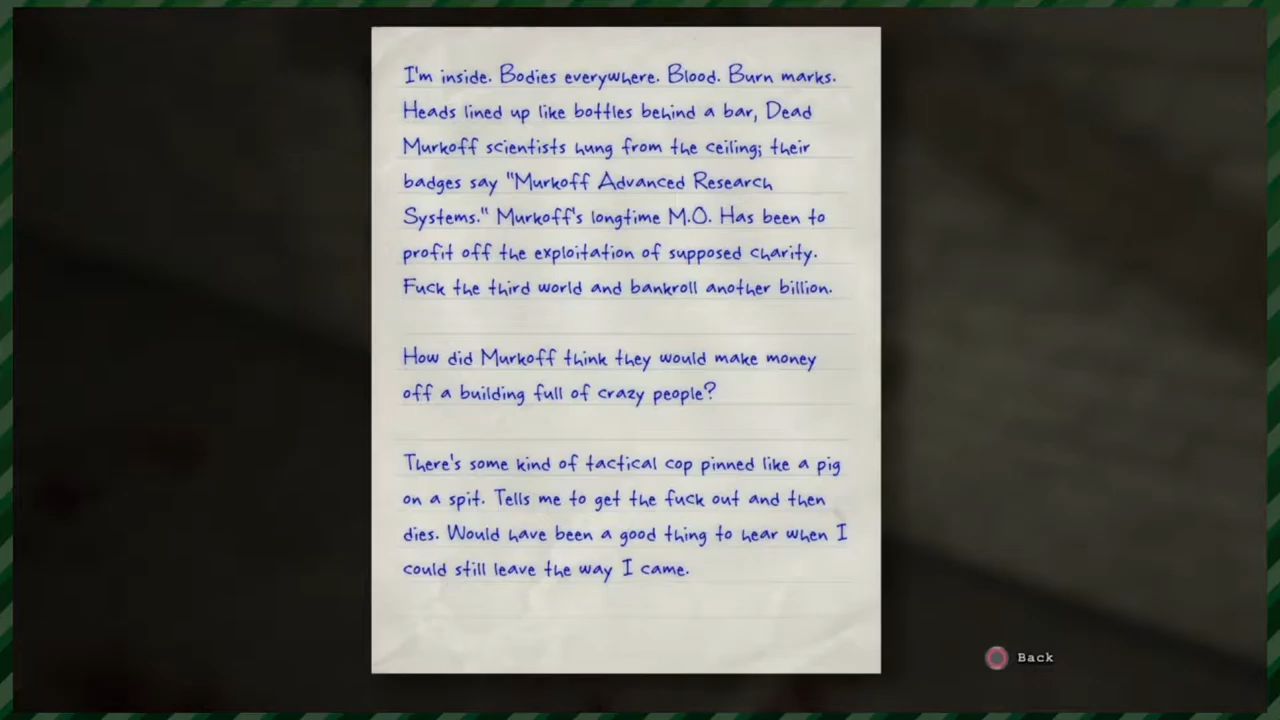 I'm inside. Bodies everywhere. Blood. Burn marks.
Heads lined up like bottles behind a bar, Dead
Murkoff scientists hung from the ceiling; their
badges say "Murkoff Advanced Research
Systems." Murkoff's longtime M.O. Has been to
profit off the exploitation of supposed charity.
Fuck the third world and bankroll another billion.
How did Murkoff think they would make money
off a building full of crazy people?
There's some kind of tactical cop pinned like a pig
on a spit. Tells me to get the fuck out and then
dies. Would have been a good thing to hear when I
could still leave the way I came.
Back